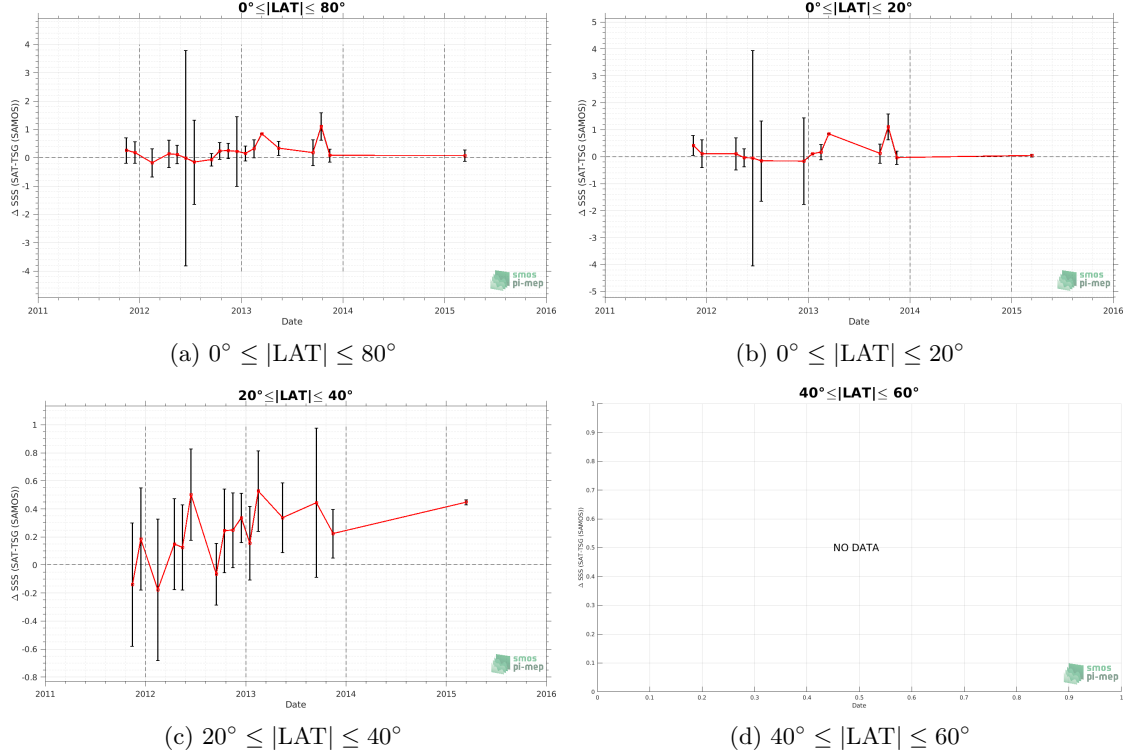 0°≤|LAT|≤ 80°
Δ SSS (SAT-TSG (SAMOS))
4
3
2
1
0
-1
-2
-3
-4
2011 2012 2013 2014 2015 2016
Date
smos
pi-mep
(a) 0° ≤ |LAT| ≤ 80°
0°≤|LAT|≤ 20°
Δ SSS (SAT-TSG (SAMOS))
5
4
3
2
1
0
-1
-2
-3
-4
-5
2011 2012 2013 2014 2015 2016
Date
smos
pi-mep
(b) 0° ≤ |LAT| ≤ 20°
20°≤|LAT|≤ 40°
Δ SSS (SAT-TSG (SAMOS))
1
0.8
0.6
0.4
0.2
0
-0.2
-0.4
-0.6
-0.8
2011 2012 2013 2014 2015 2016
Date
smos
pi-mep
(c) 20° ≤ |LAT| ≤ 40°
40°≤|LAT|≤ 60°
Δ SSS (SAT-TSG (SAMOS))
1
0.9
0.8
0.7
0.6
0.5
0.4
0.3
0.2
0.1
0
NO DATA
0 0.1 0.2 0.3 0.4 0.5 0.6 0.7 0.8 0.9 1
Date
smos
pi-mep
(d) 40° ≤ |LAT| ≤ 60°